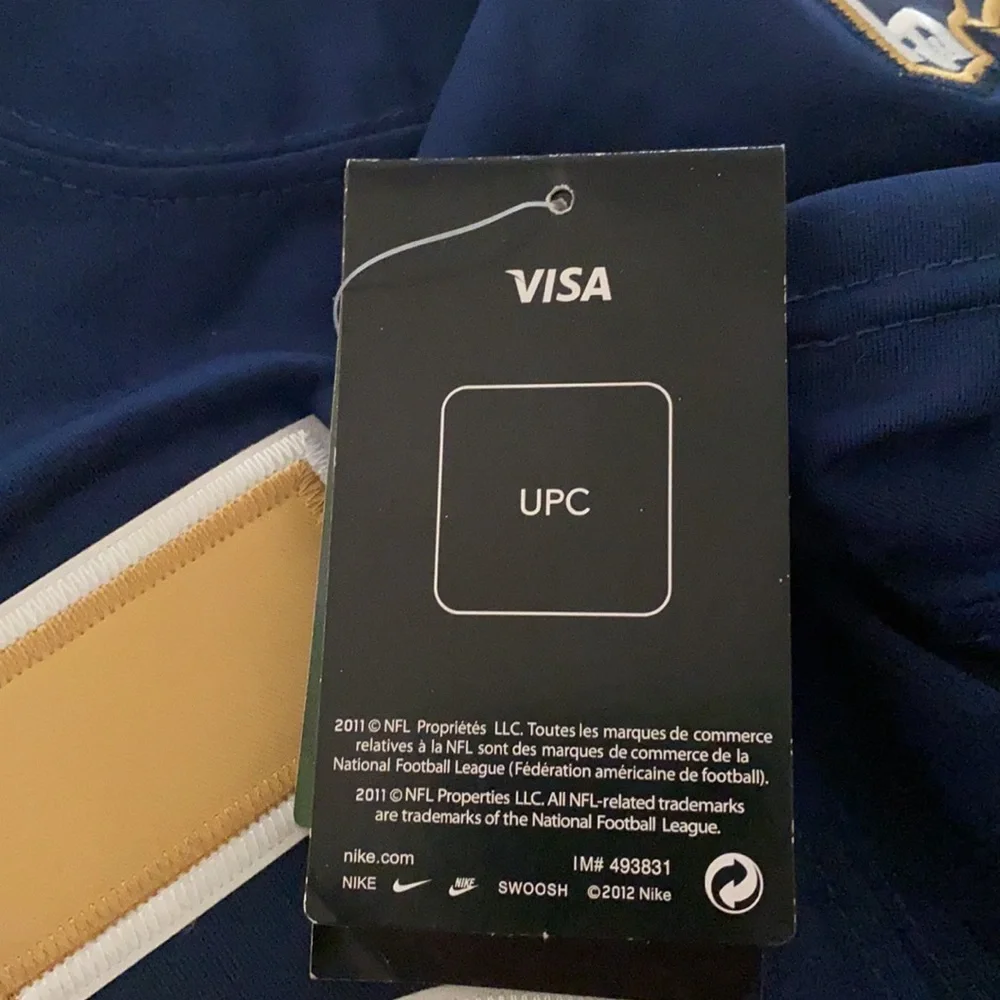 VISA
UPC
2011 © NFL Propriétés LLC. Toutes les marques de commerce
relatives à la NFL sont des marques de commerce de la
National Football League (Fédération américaine de football).
2011 © NFL Properties LLC. All NFL-related trademarks
are trademarks of the National Football League.
nike.com IM# 493831
NIKE NIKE SWOOSH ©2012 Nike